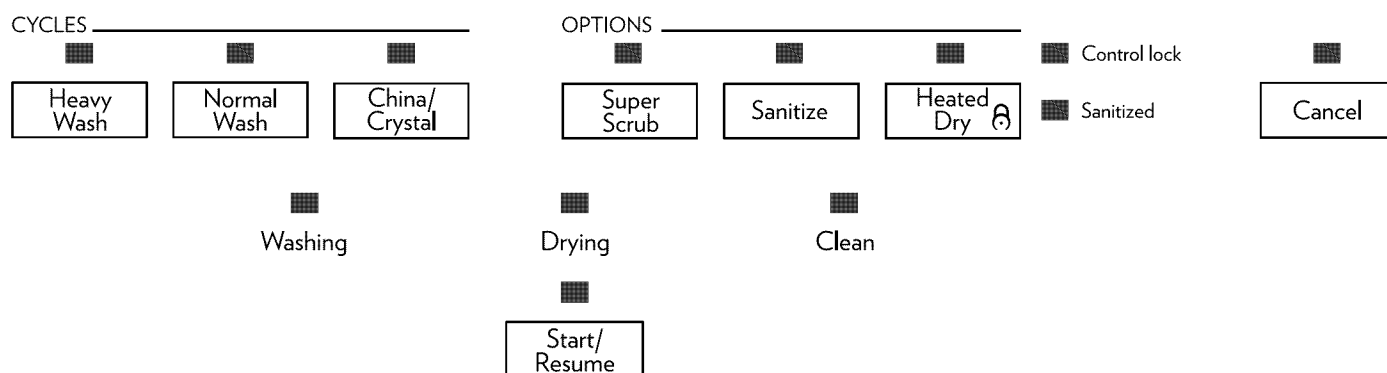 CYCLES
OPTIONS
Control lock
Heavy
Wash
Normal
Wash
China/
Crystal
Super
Scrub
Sanitize
Heated
Dry
Sanitized
Cancel
Washing
Drying
Clean
Start/
Resume